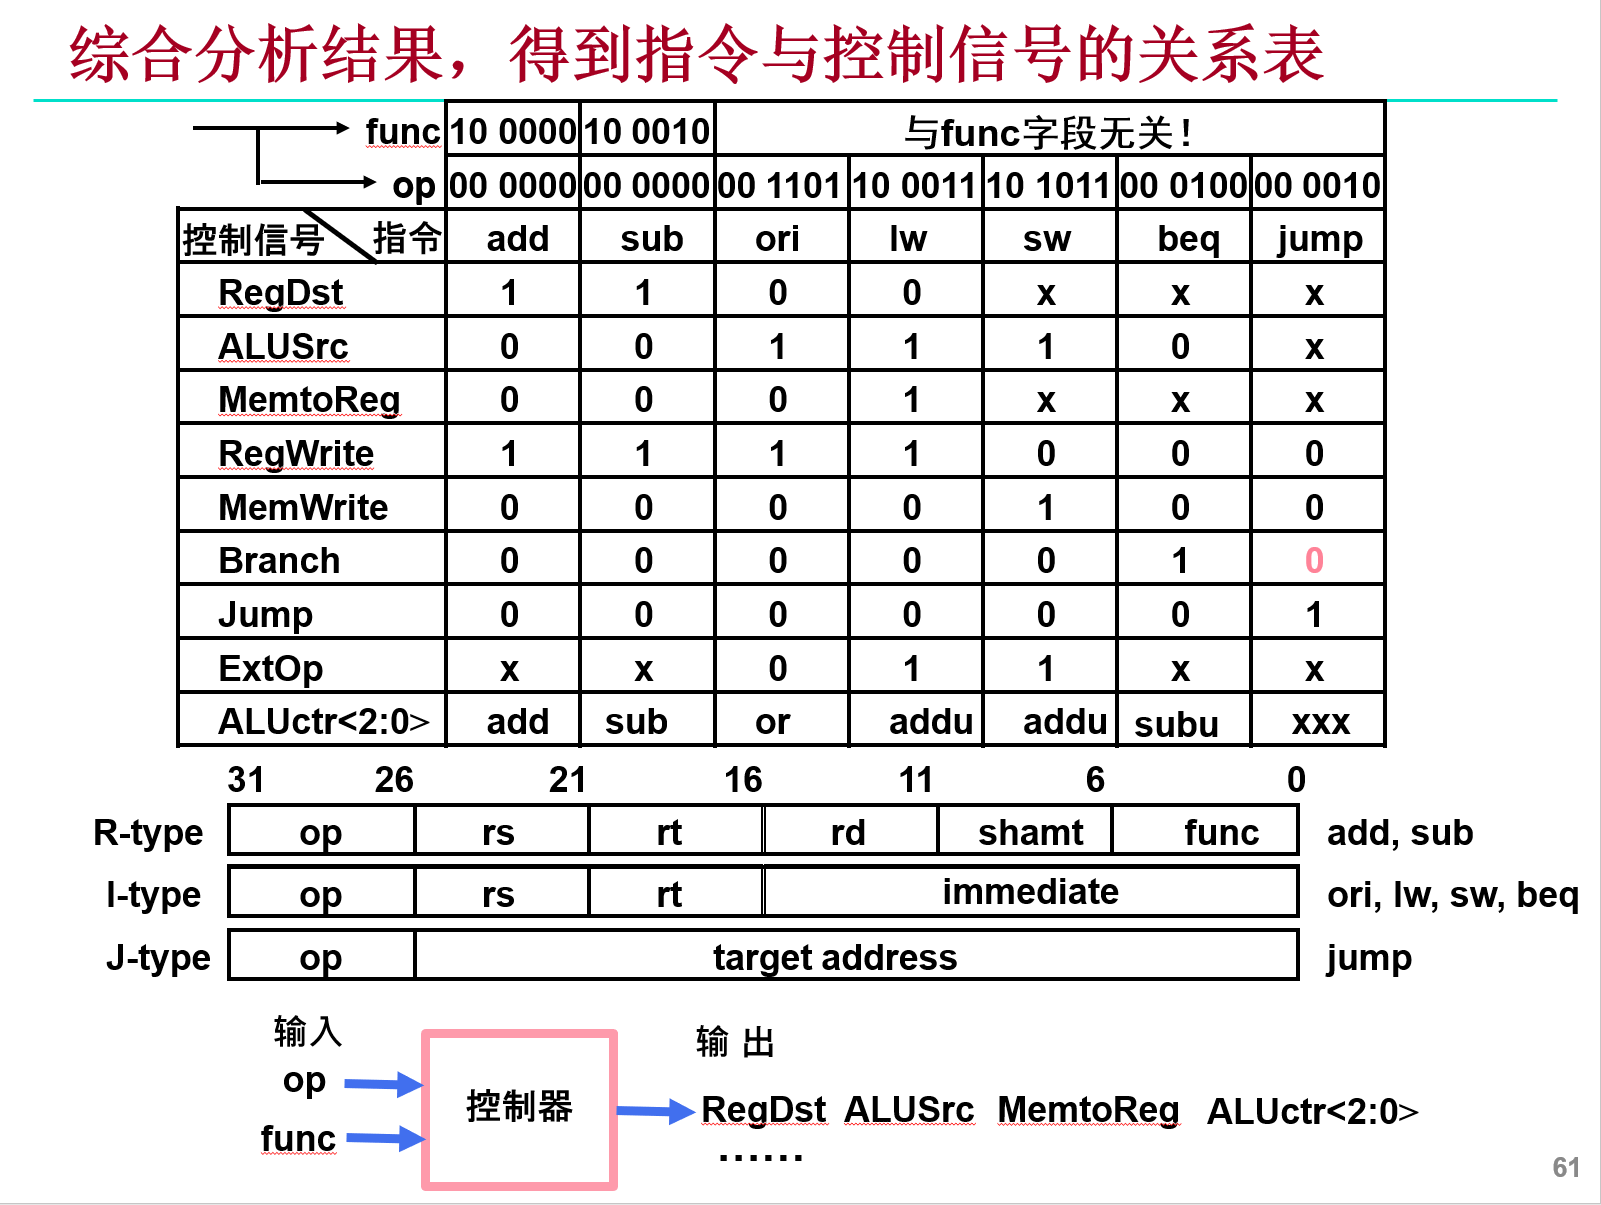 综合分析结果，得到指令与控制信号的关系表
func 10 0000 10 0010 与func字段无关！
op 00 0000 00 0000 00 1101 10 0011 10 1011 00 0100 00 0010
控制信号 指令 add sub ori lw sw beq jump
RegDst 1 1 0 0 x x x
ALUSrc 0 0 1 1 1 0 x
MemtoReg 0 0 0 1 x x x
RegWrite 1 1 1 1 0 0 0
MemWrite 0 0 0 0 1 0 0
Branch 0 0 0 0 0 1 0
Jump 0 0 0 0 0 0 1
ExtOp x x 0 1 1 x x
ALUctr<2:0> add sub or addu addu subu xxx
31 26 21 16 11 6 0
R-type op rs rt rd shamt func add, sub
I-type op rs rt immediate ori, lw, sw, beq
J-type op target address jump
输入 输 出
op
控制器
RegDst ALUSrc MemtoReg ALUctr<2:0>
func
······
61